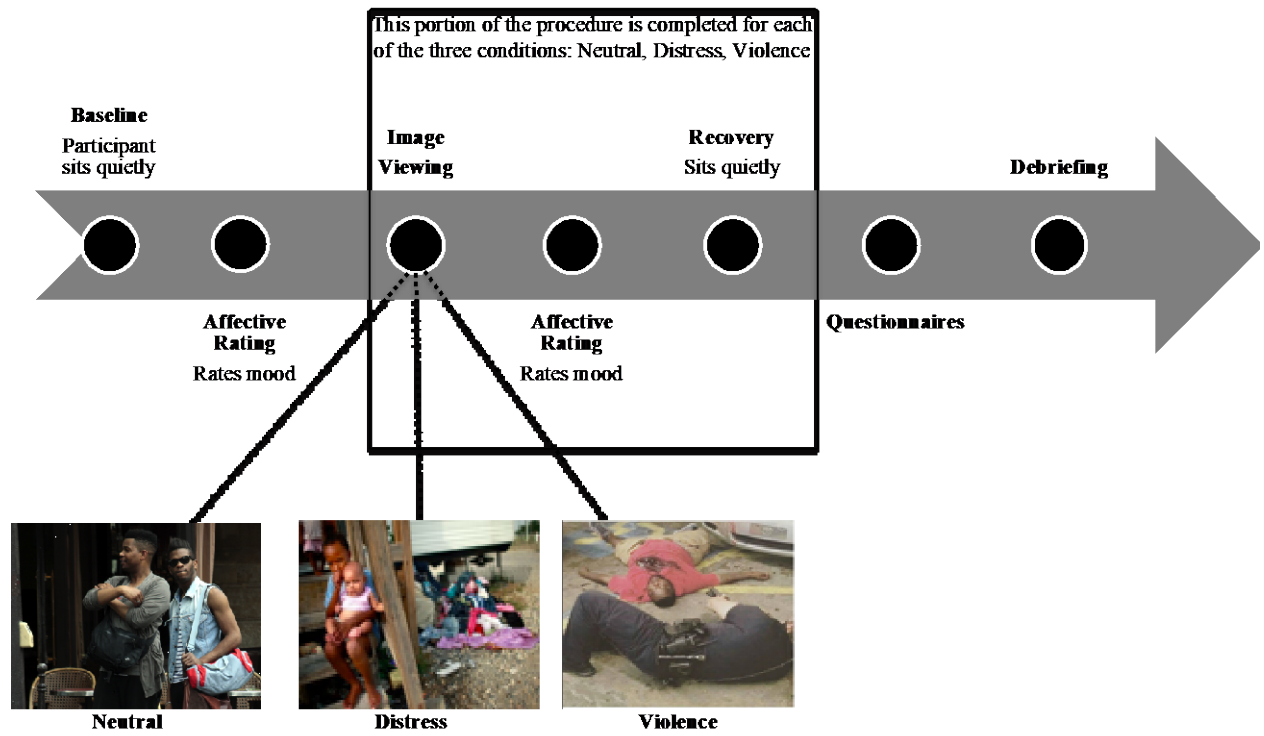 This portion of the procedure is completed for each
of the three conditions: Neutral, Distress, Violence
Baseline
Participant
sits quietly
Image
Viewing
Recovery
Sits quietly
Debriefing
Affective
Rating
Rates mood
Affective
Rating
Rates mood
Questionnaires
Neutral
Distress
Violence